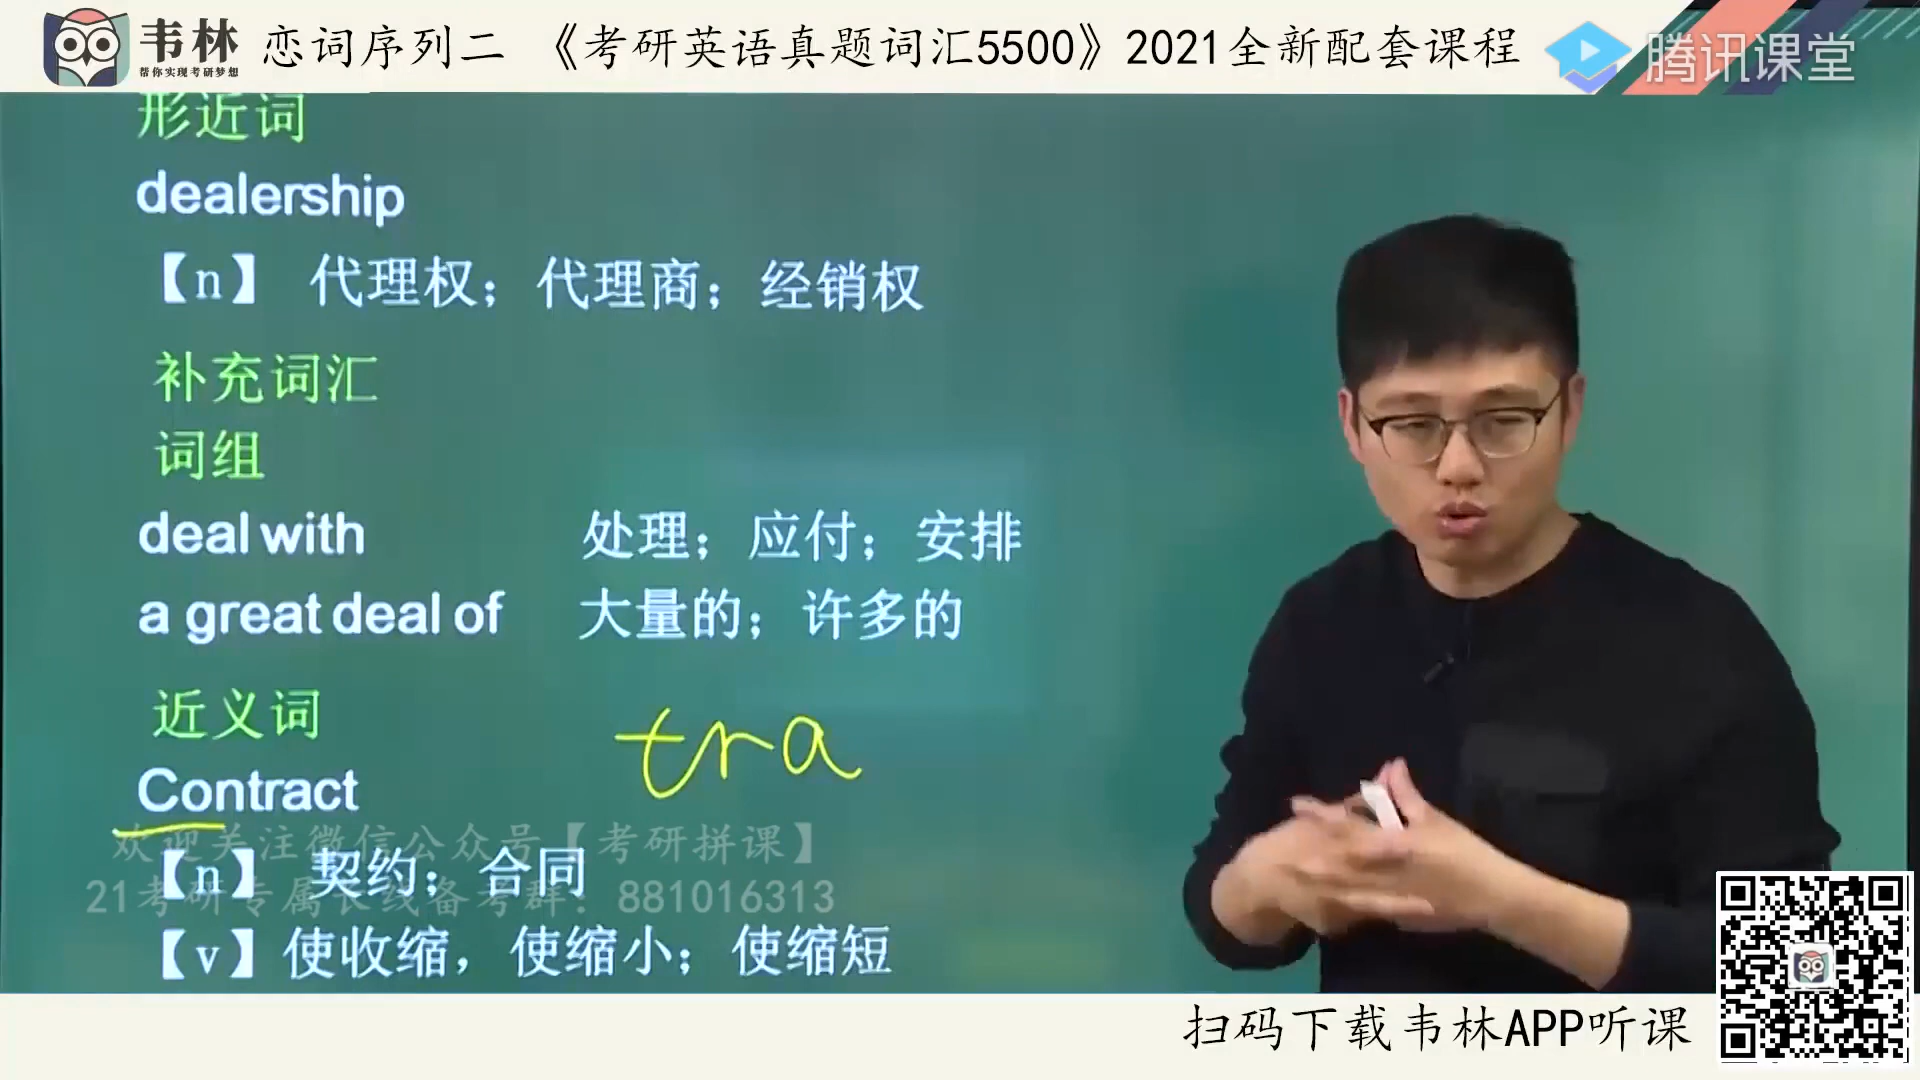 韦林 恋词序列二 《考研英语真题词汇5500》2021全新配套课程 腾讯课堂
帮你实现考研梦想
形近词
dealership
【n】 代理权；代理商；经销权
补充词汇
词组
deal with 处理；应付；安排
a great deal of 大量的；许多的
近义词
tra
Contract
欢迎关注微信公众号【考研拼课】
【n】 契约；合同
21考研专属长线备考群：881016313
【v】使收缩，使缩小；使缩短
扫码下载韦林APP听课